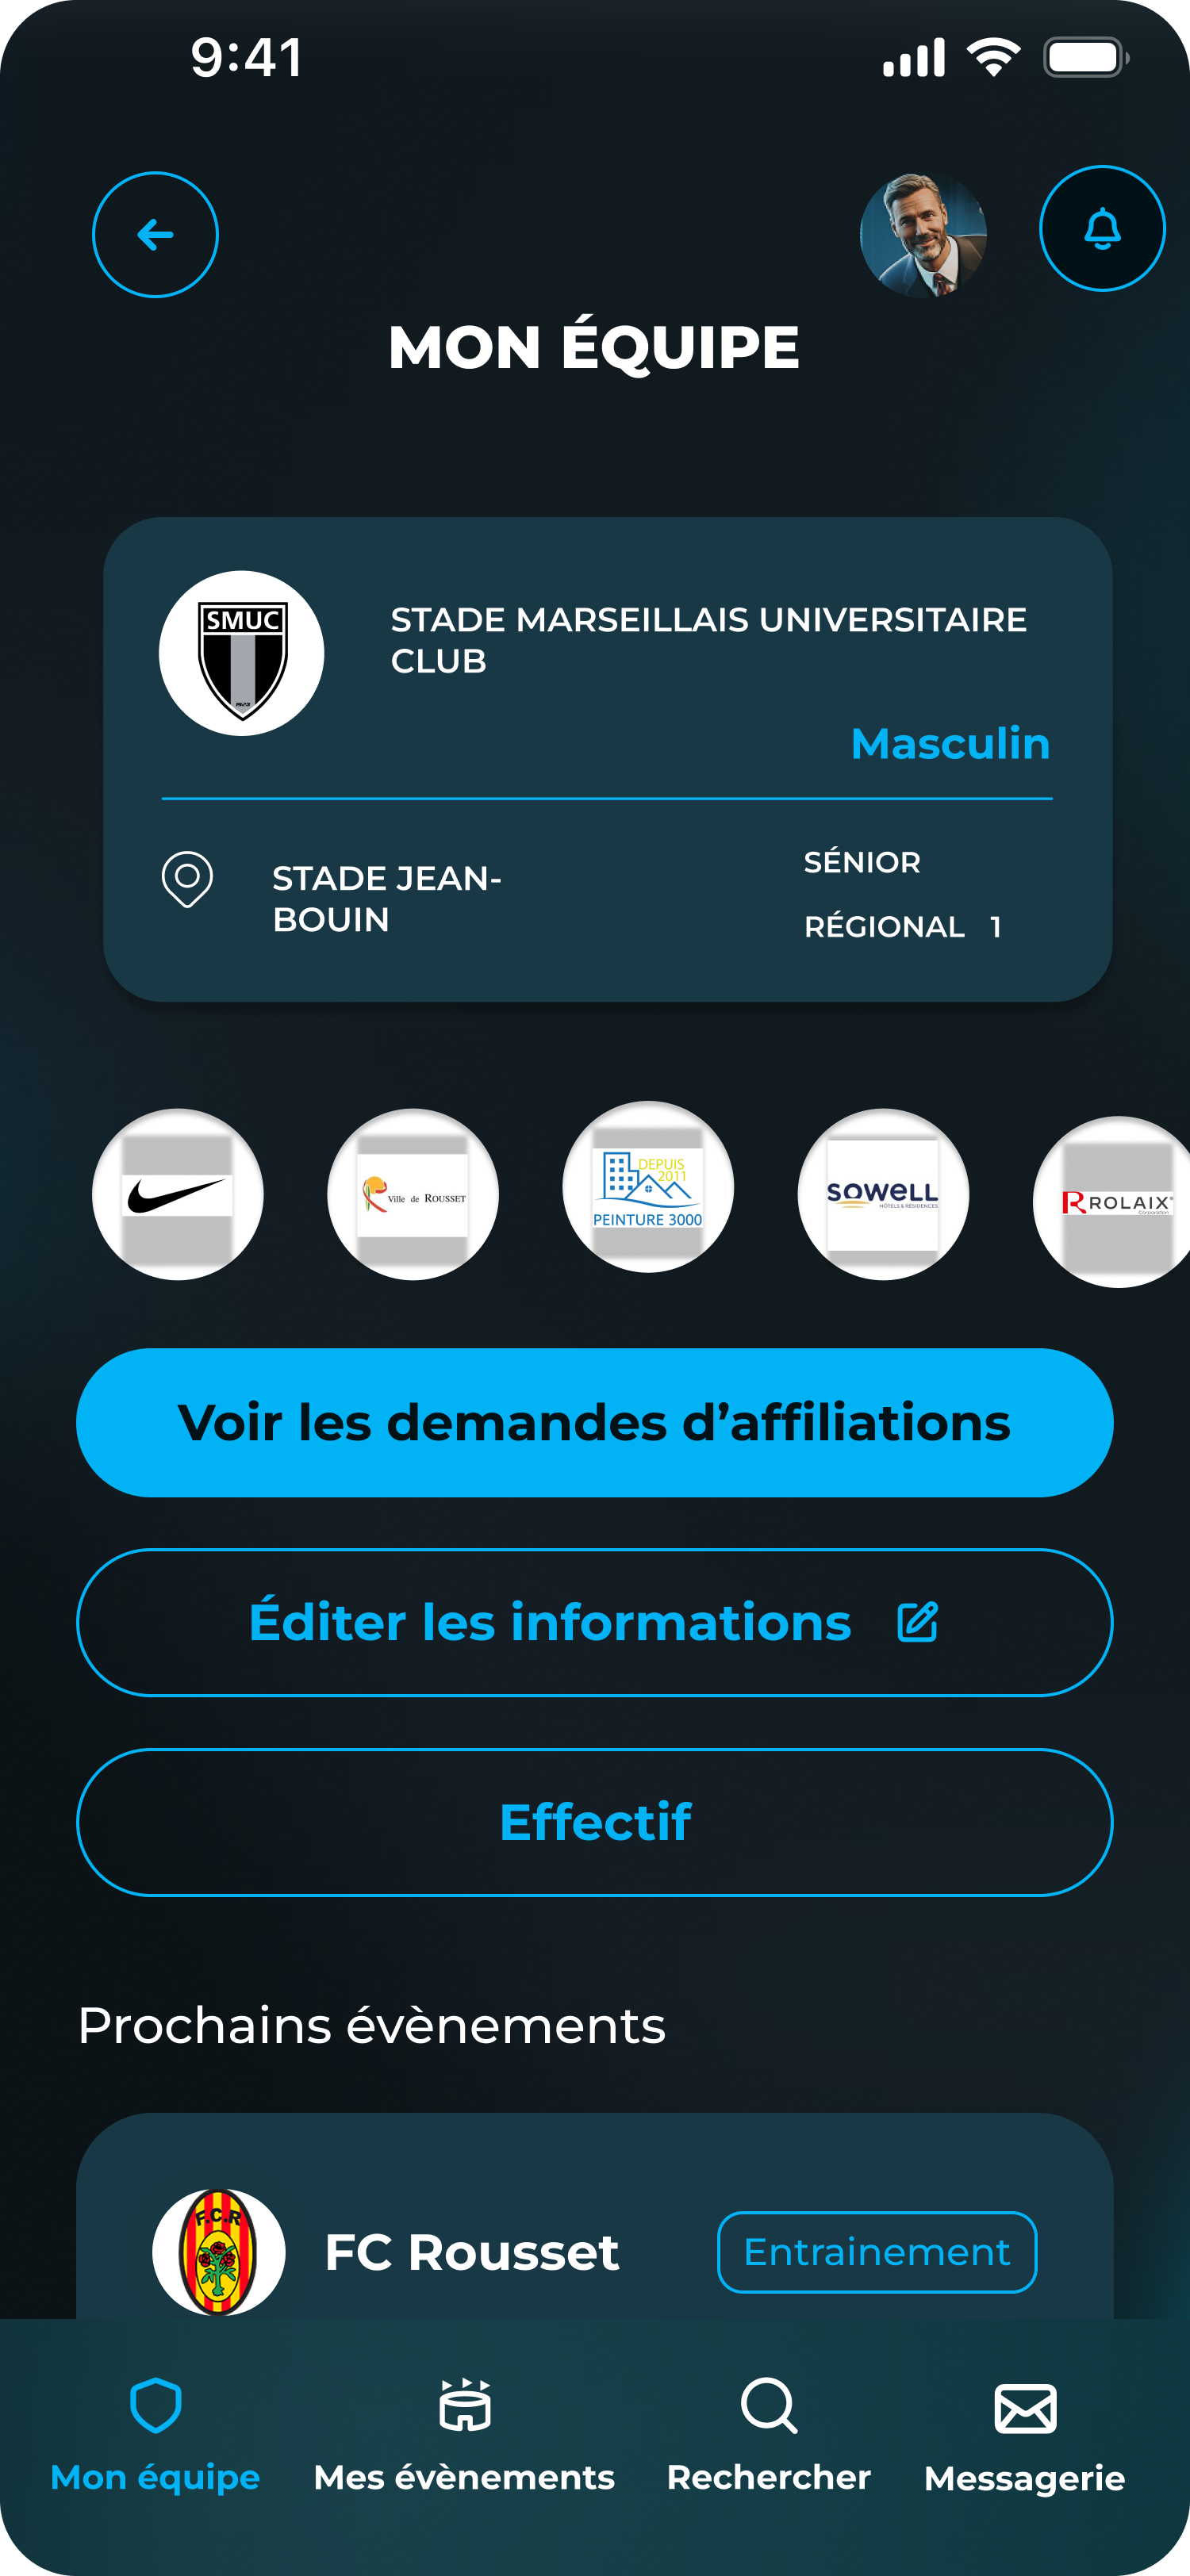 9:41
MON ÉQUIPE
SMUC
STADE MARSEILLAIS UNIVERSITAIRE
CLUB
Masculin
STADE JEAN-
BOUIN
SÉNIOR
RÉGIONAL 1
Ville de ROUSSET
DEPUIS
2011
PEINTURE 3000
SOWELL
HÔTELS & RÉSIDENCES
ROLAIX
Corporation
Voir les demandes d’affiliations
Éditer les informations
Effectif
Prochains évènements
F.C.R
FC Rousset
Entrainement
Mon équipe
Mes évènements
Rechercher
Messagerie